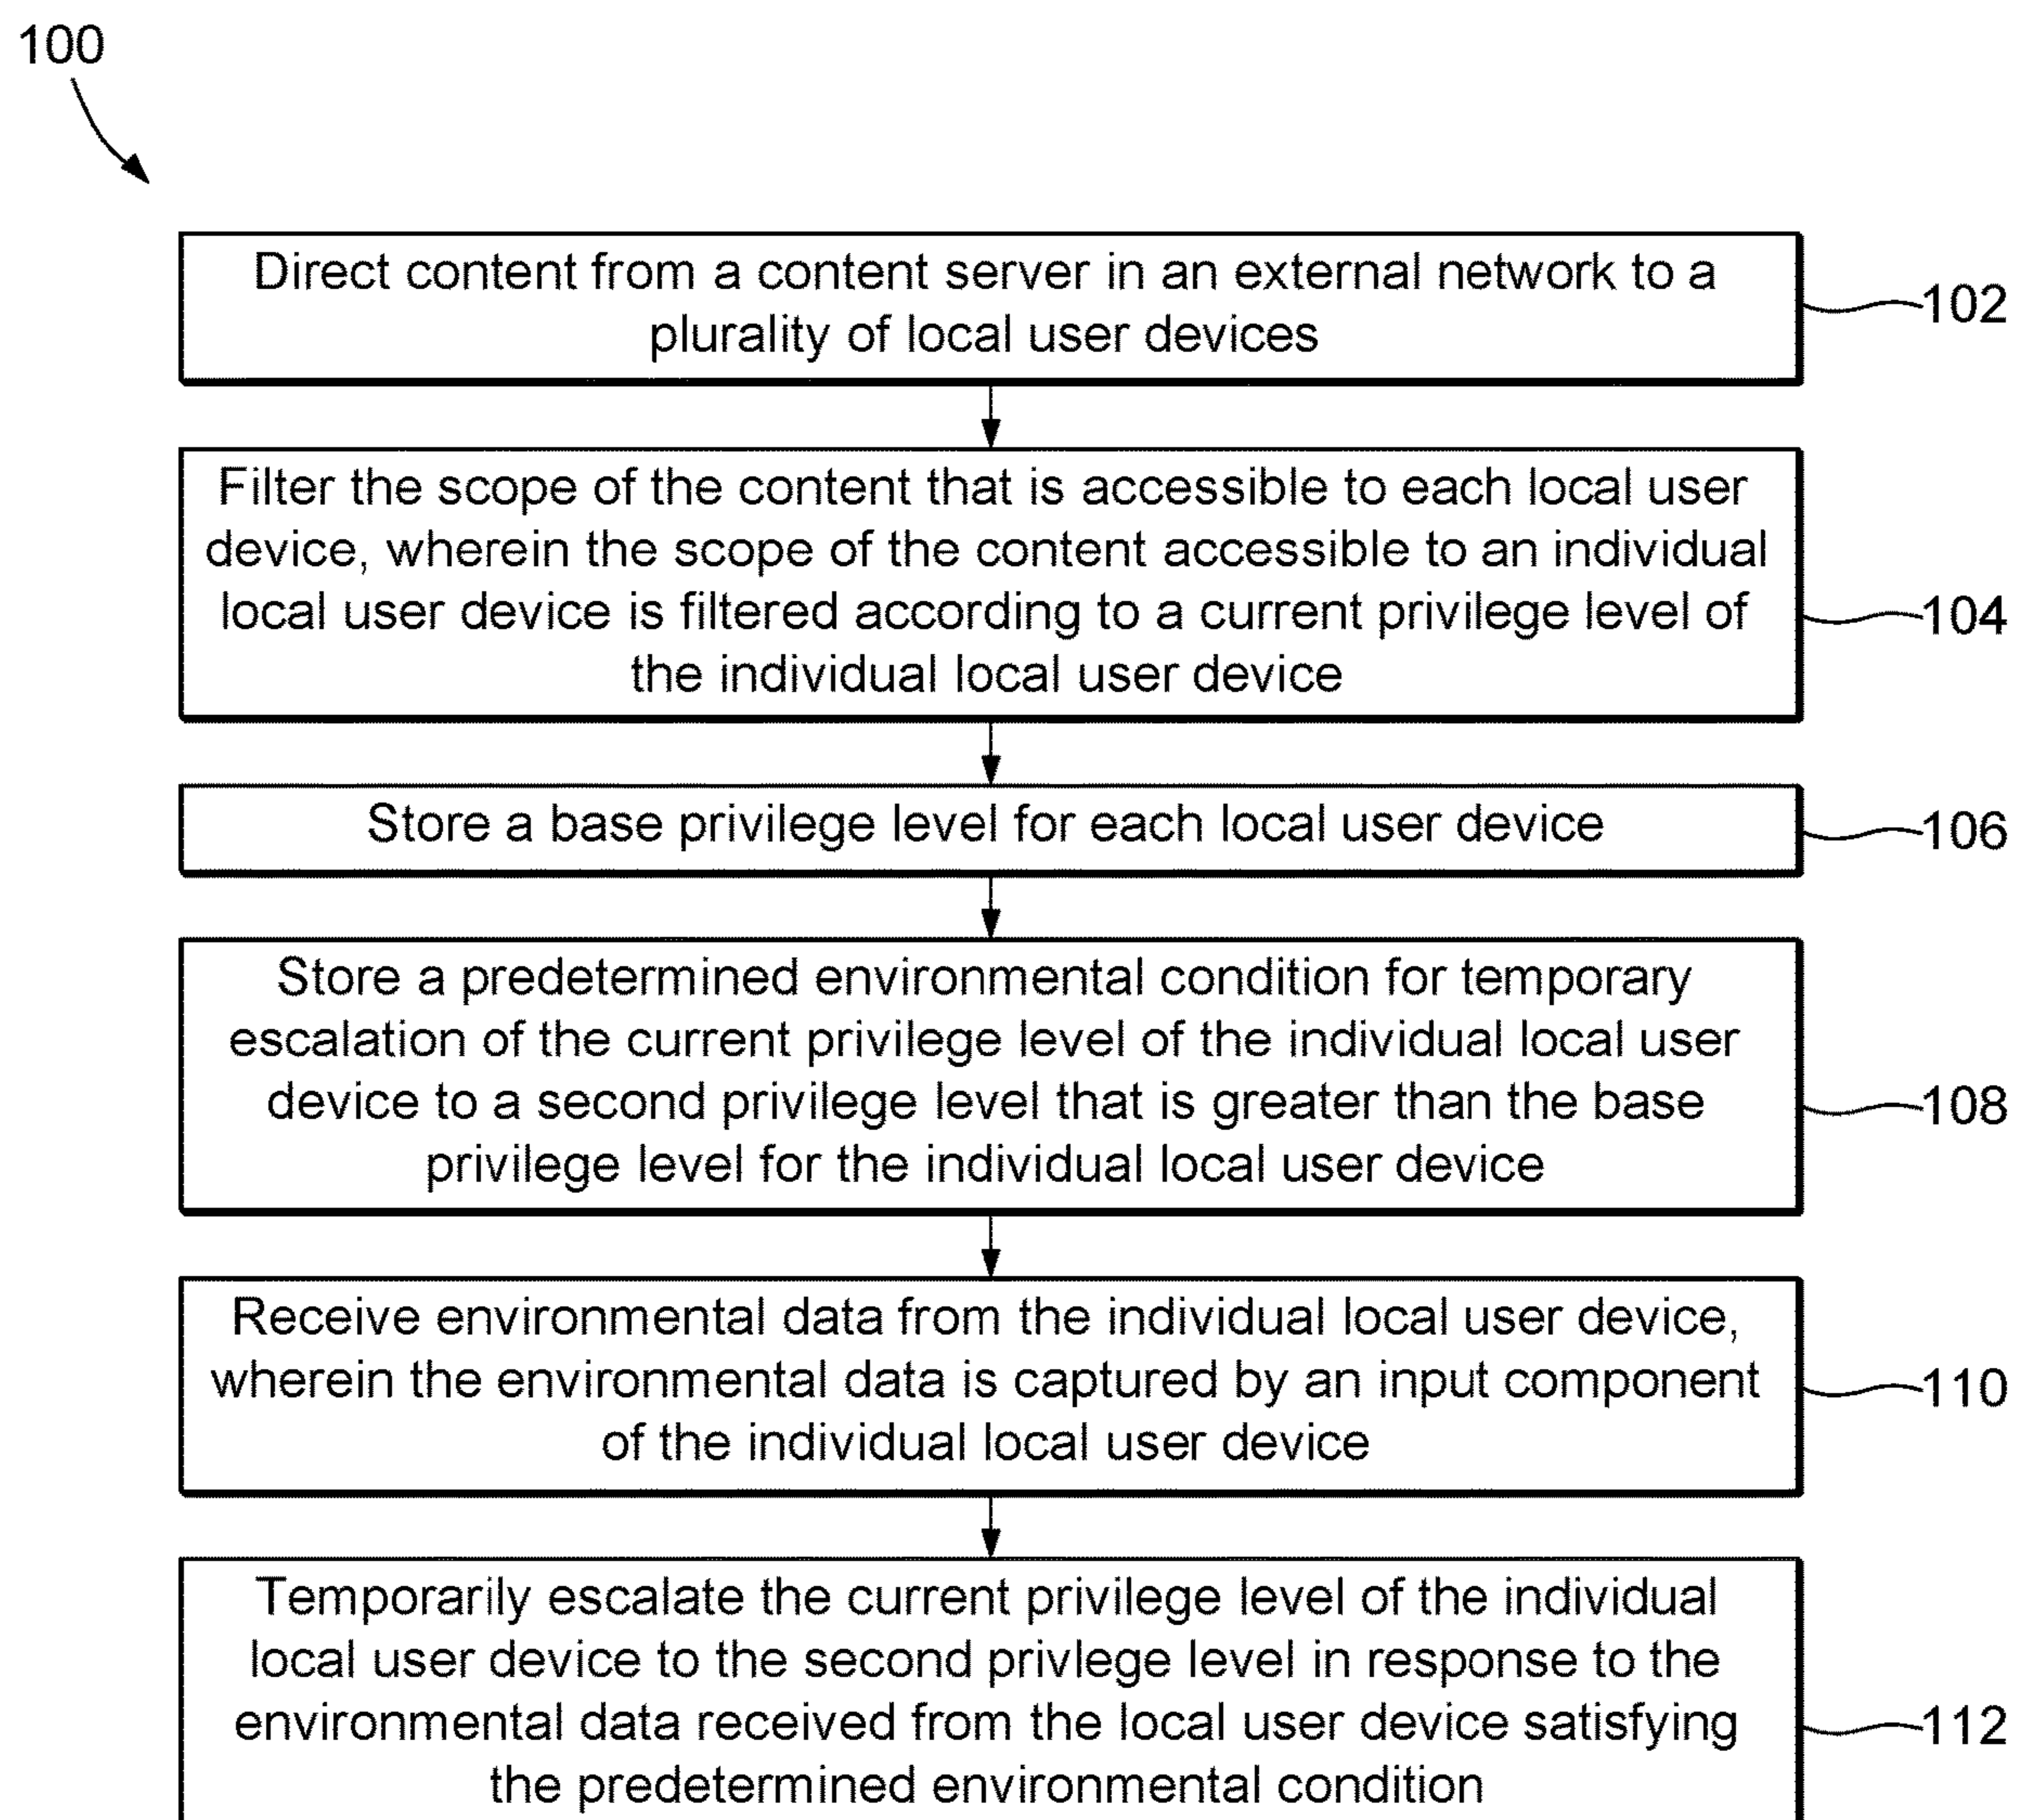 100
Direct content from a content server in an external network to a
plurality of local user devices
102
Filter the scope of the content that is accessible to each local user
device, wherein the scope of the content accessible to an individual
local user device is filtered according to a current privilege level of
the individual local user device
104
Store a base privilege level for each local user device
106
Store a predetermined environmental condition for temporary
escalation of the current privilege level of the individual local user
device to a second privilege level that is greater than the base
privilege level for the individual local user device
108
Receive environmental data from the individual local user device,
wherein the environmental data is captured by an input component
of the individual local user device
110
Temporarily escalate the current privilege level of the individual
local user device to the second privlege level in response to the
environmental data received from the local user device satisfying
the predetermined environmental condition
112